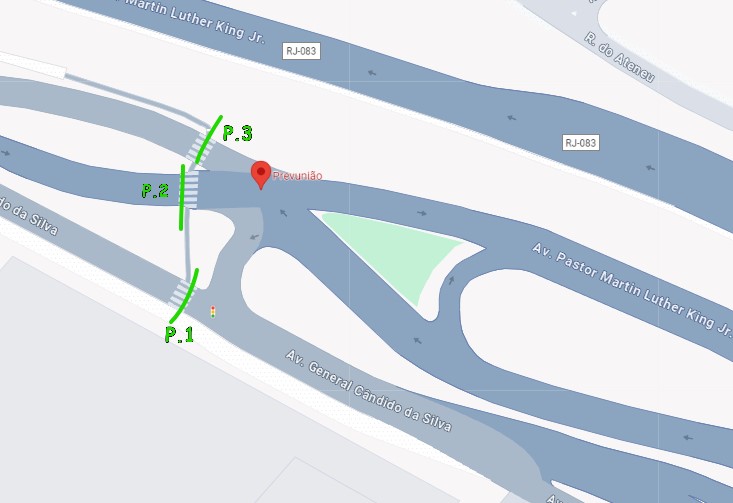 Martin Luther King Jr.
RJ-083
R. do Ateneu
RJ-083
P.3
Prevunião
P.2
do da Silva
P.1
Av. Pastor Martin Luther King Jr.
Av. General Cândido da Silva
Av.